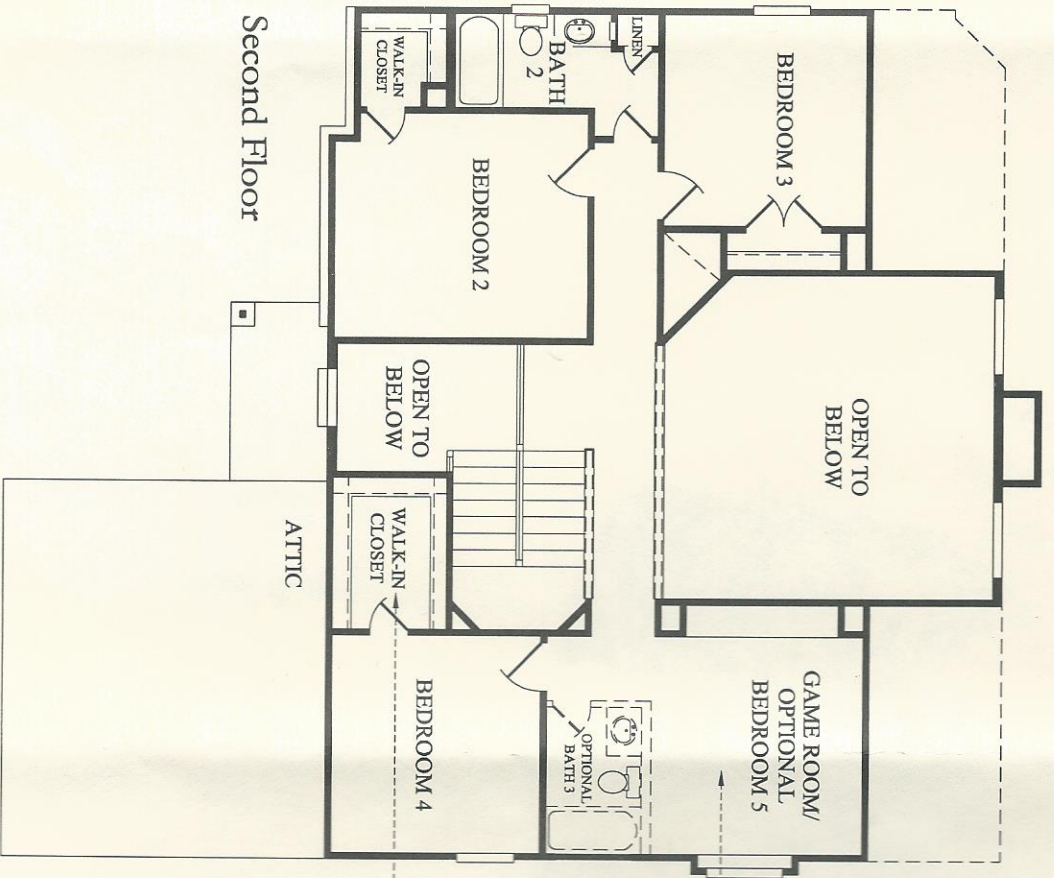 OPEN TO
BELOW
GAME ROOM/
OPTIONAL
BEDROOM 5
BEDROOM 3
LINEN
BATH
2
OPTIONAL
BATH 3
BEDROOM 2
WALK-IN
CLOSET
OPEN TO
BELOW
WALK-IN
CLOSET
BEDROOM 4
ATTIC
Second Floor